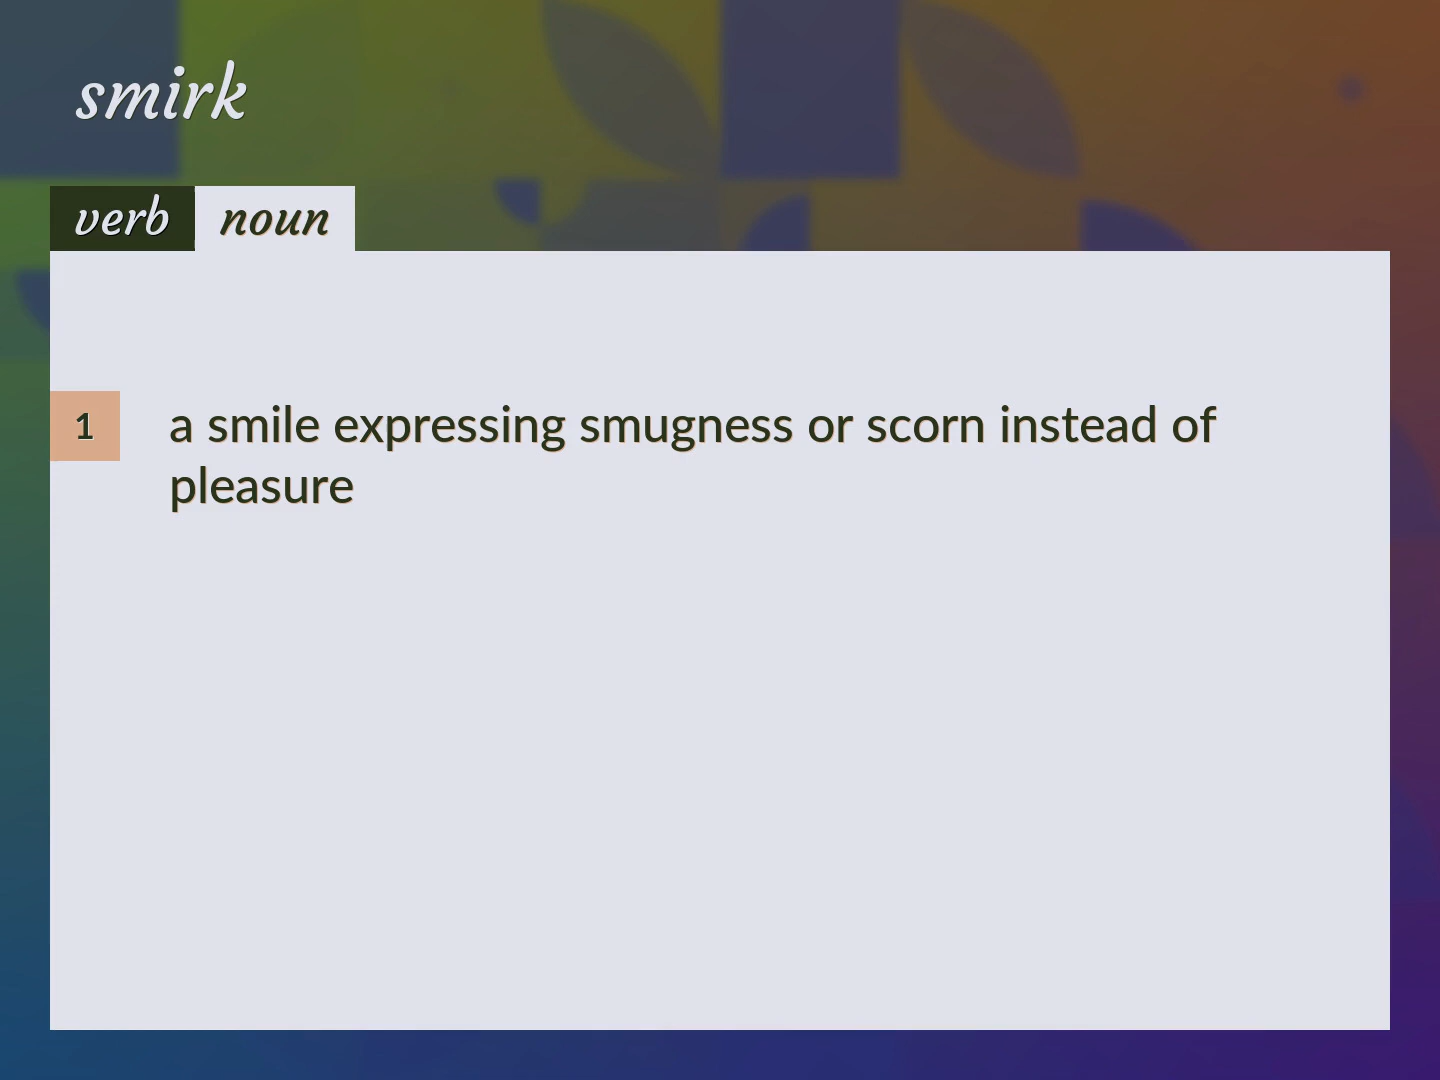 smirk
verb noun
1 a smile expressing smugness or scorn instead of
pleasure